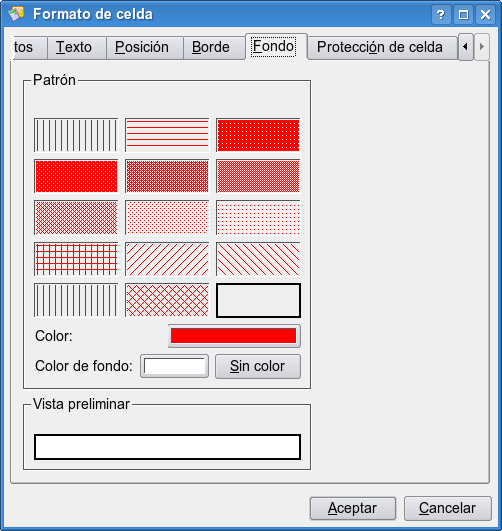 Formato de celda
tos Texto Posición Borde Fondo Protección de celda
Patrón
Color:
Color de fondo: Sin color
Vista preliminar
Aceptar Cancelar